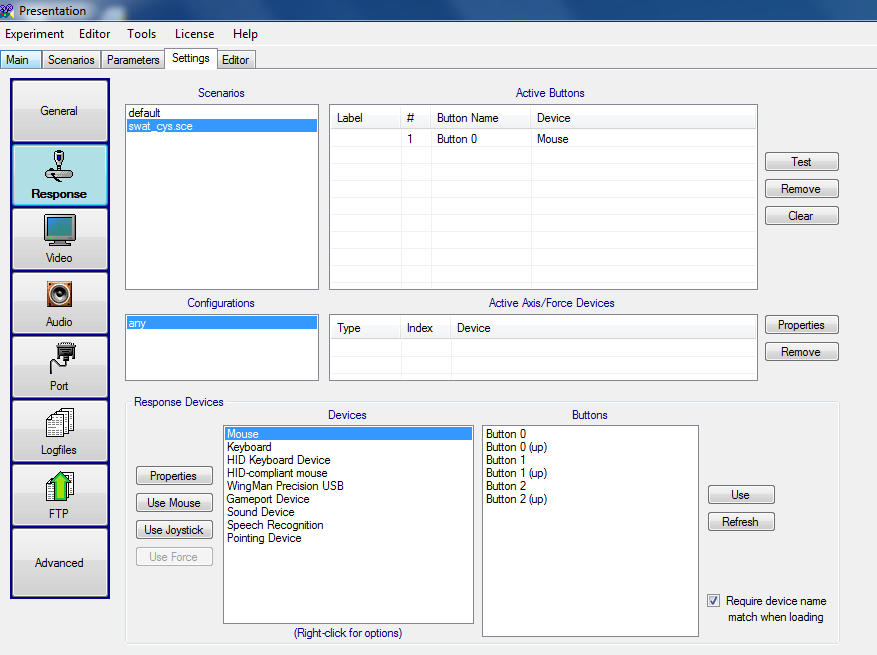 Presentation
Experiment Editor Tools License Help
Main Scenarios Parameters Settings Editor
General
Response
Video
Audio
Port
Logfiles
FTP
Advanced
Scenarios
default
swat_cys.sce
Active Buttons
Label # Button Name Device
1 Button 0 Mouse
Test
Remove
Clear
Configurations
any
Active Axis/Force Devices
Type Index Device
Properties
Remove
Response Devices
Properties
Use Mouse
Use Joystick
Use Force
Devices
Mouse
Keyboard
HID Keyboard Device
HID-compliant mouse
WingMan Precision USB
Gameport Device
Sound Device
Speech Recognition
Pointing Device
(Right-click for options)
Buttons
Button 0
Button 0 (up)
Button 1
Button 1 (up)
Button 2
Button 2 (up)
Use
Refresh
Require device name
match when loading